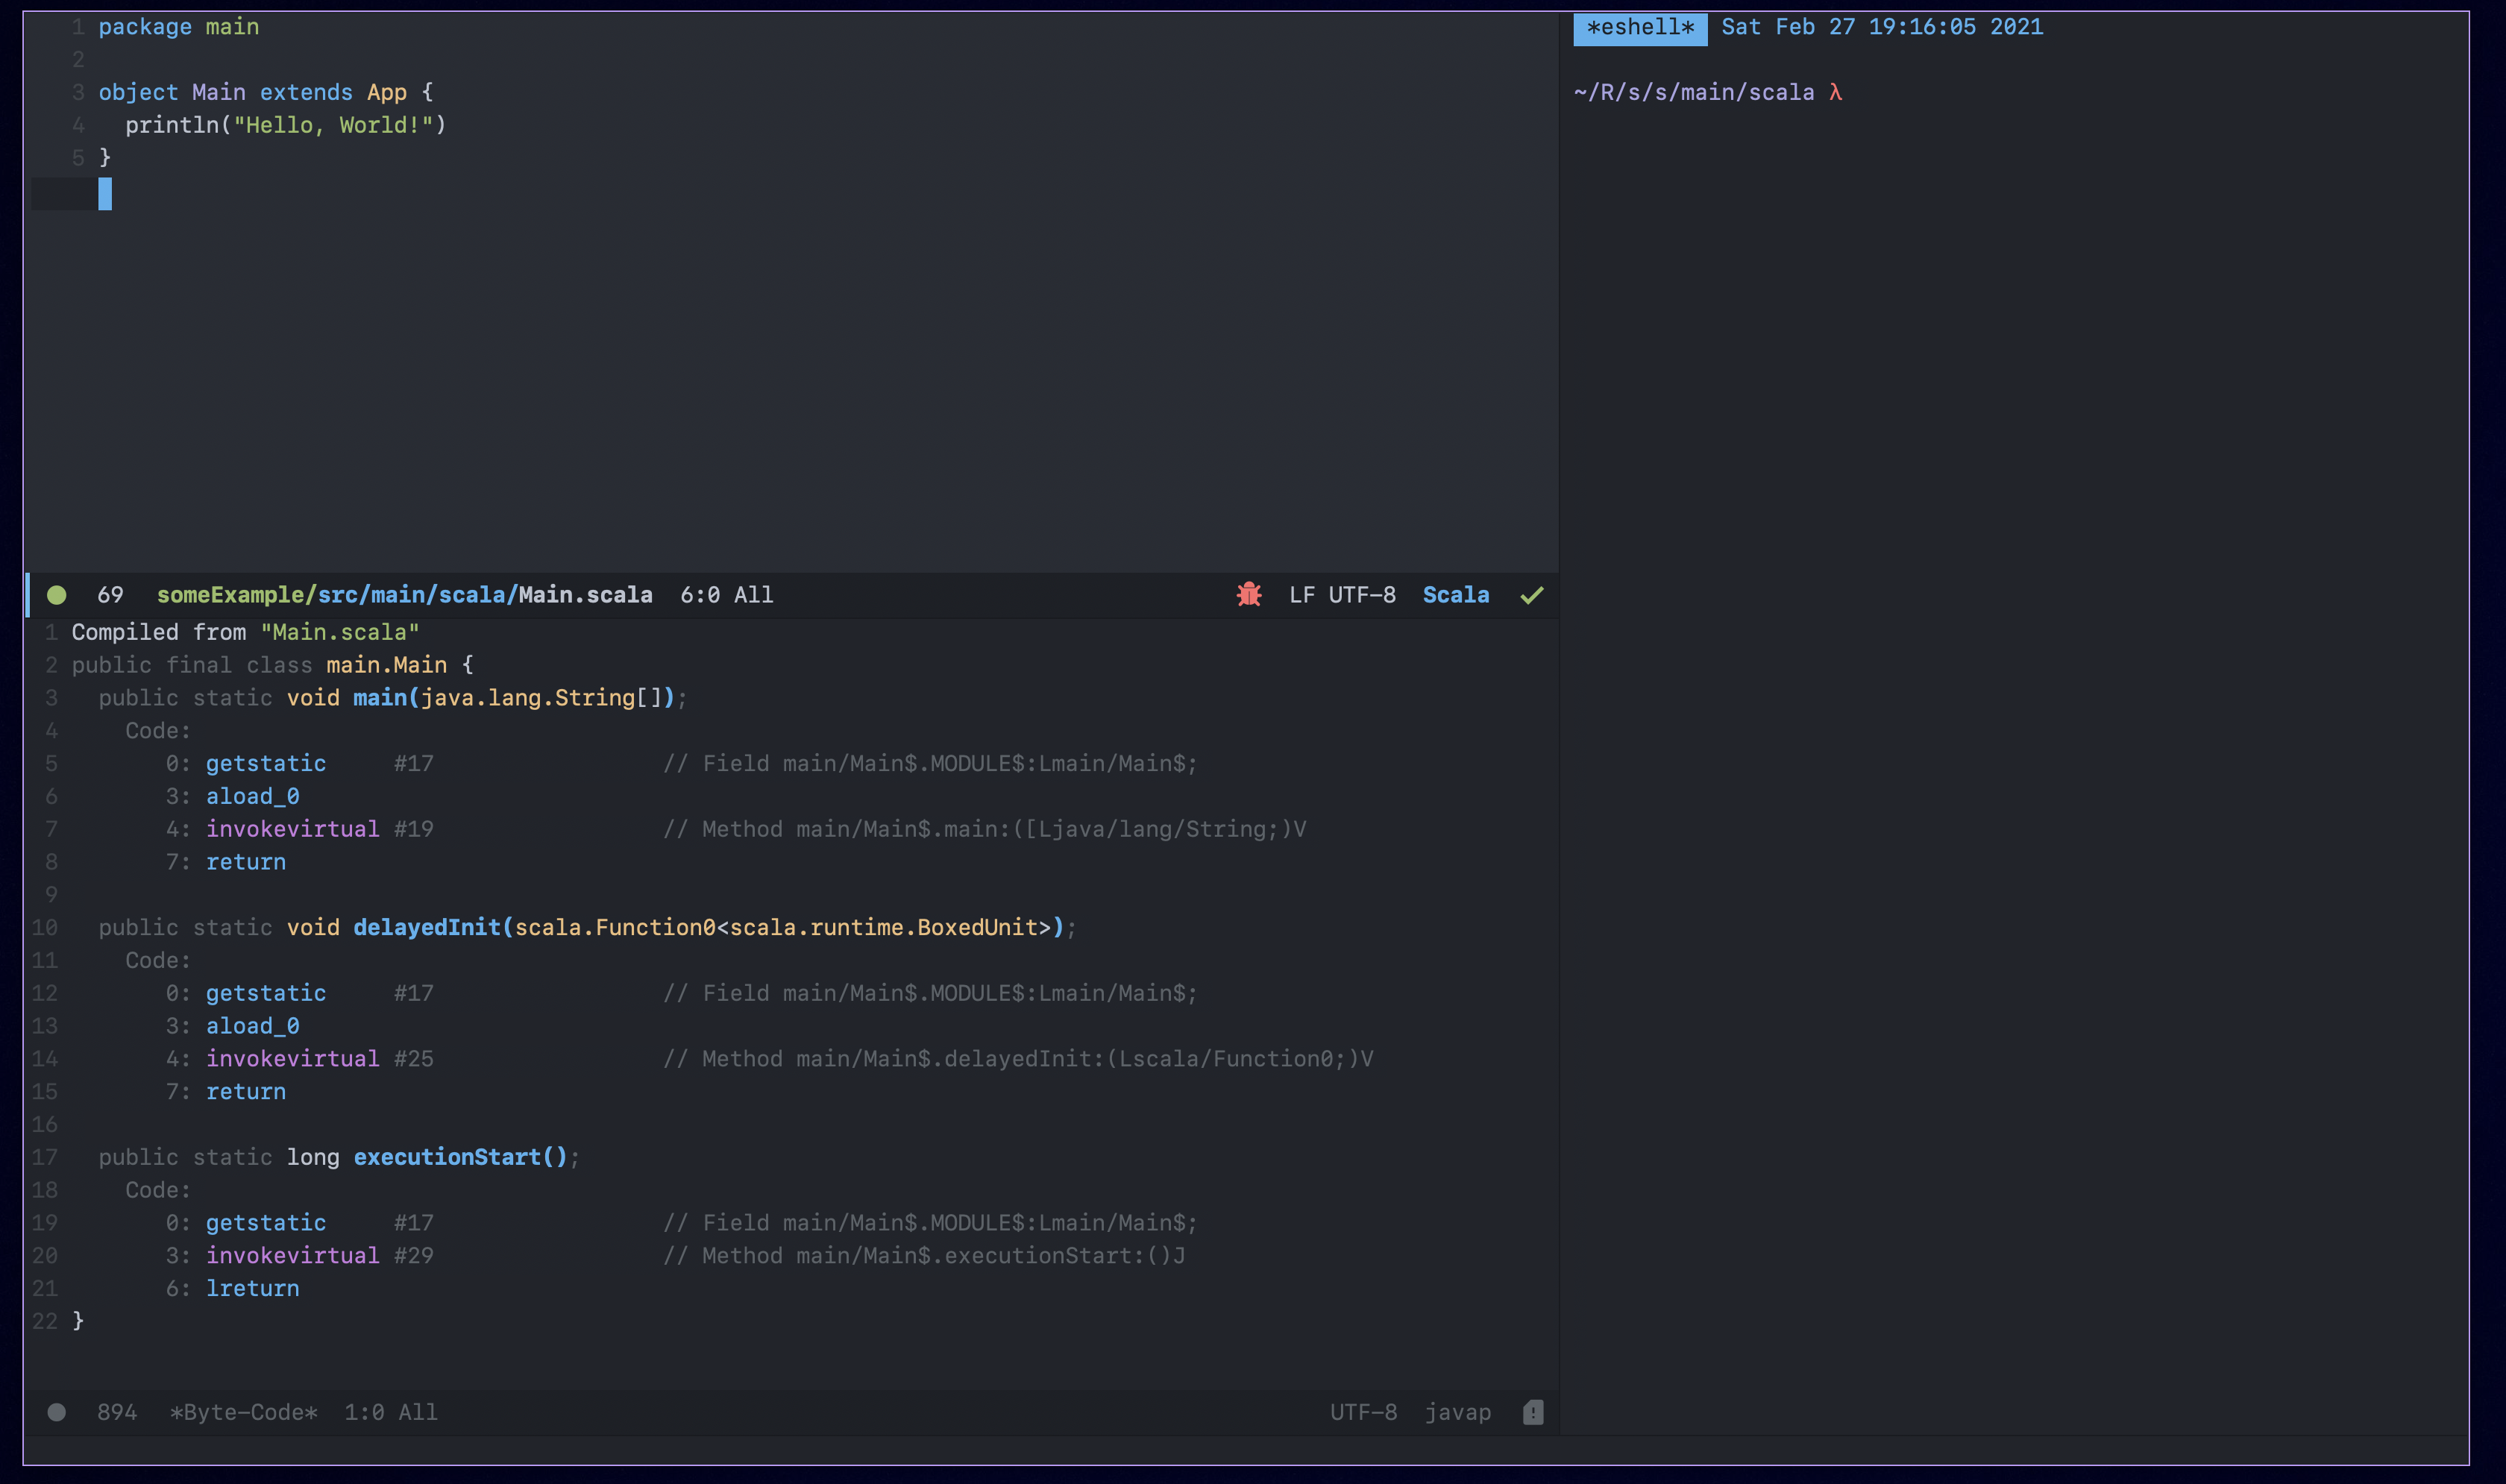 1 package main
2
3 object Main extends App {
4   println("Hello, World!")
5 }
69 someExample/src/main/scala/Main.scala 6:0 All LF UTF-8 Scala
1 Compiled from "Main.scala"
2 public final class main.Main {
3   public static void main(java.lang.String[]);
4     Code:
5        0: getstatic     #17                 // Field main/Main$.MODULE$:Lmain/Main$;
6        3: aload_0
7        4: invokevirtual #19                 // Method main/Main$.main:([Ljava/lang/String;)V
8        7: return
9
10   public static void delayedInit(scala.Function0<scala.runtime.BoxedUnit>);
11     Code:
12        0: getstatic     #17                 // Field main/Main$.MODULE$:Lmain/Main$;
13        3: aload_0
14        4: invokevirtual #25                 // Method main/Main$.delayedInit:(Lscala/Function0;)V
15        7: return
16
17   public static long executionStart();
18     Code:
19        0: getstatic     #17                 // Field main/Main$.MODULE$:Lmain/Main$;
20        3: invokevirtual #29                 // Method main/Main$.executionStart:()J
21        6: lreturn
22 }
894 *Byte-Code* 1:0 All UTF-8 javap
*eshell* Sat Feb 27 19:16:05 2021
~/R/s/s/main/scala λ